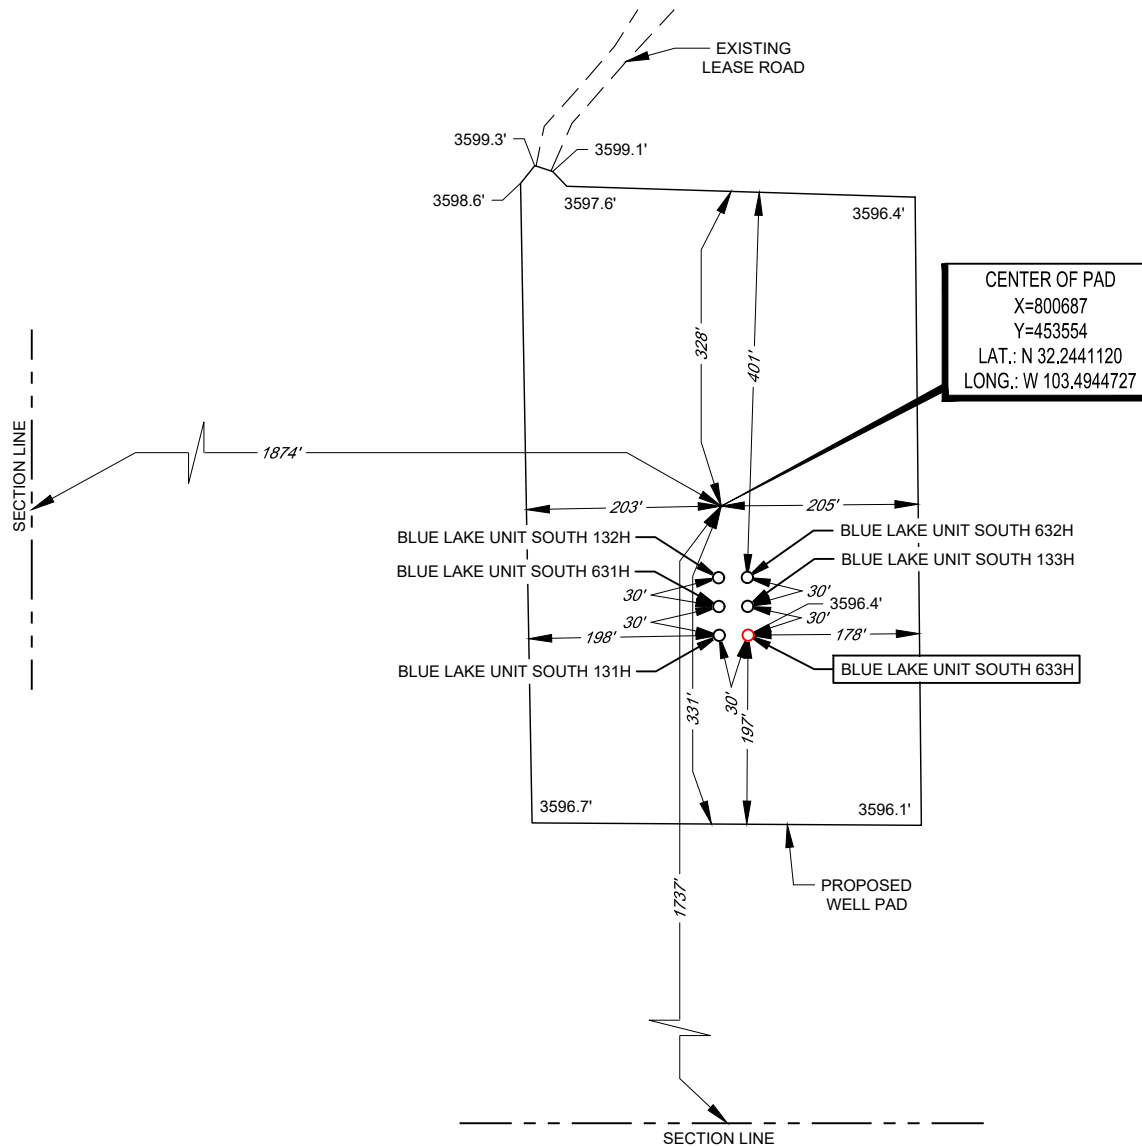 EXISTING
LEASE ROAD
3599.3'
3599.1'
3598.6'
3597.6'
3596.4'
CENTER OF PAD
X=800687
Y=453554
LAT.: N 32.2441120
LONG.: W 103.4944727
328'
401'
SECTION LINE
1874'
203'
205'
BLUE LAKE UNIT SOUTH 132H
BLUE LAKE UNIT SOUTH 632H
BLUE LAKE UNIT SOUTH 631H
BLUE LAKE UNIT SOUTH 133H
30'
30'
3596.4'
30'
30'
198'
178'
BLUE LAKE UNIT SOUTH 131H
BLUE LAKE UNIT SOUTH 633H
30'
331'
197'
3596.7'
3596.1'
1737'
PROPOSED
WELL PAD
SECTION LINE